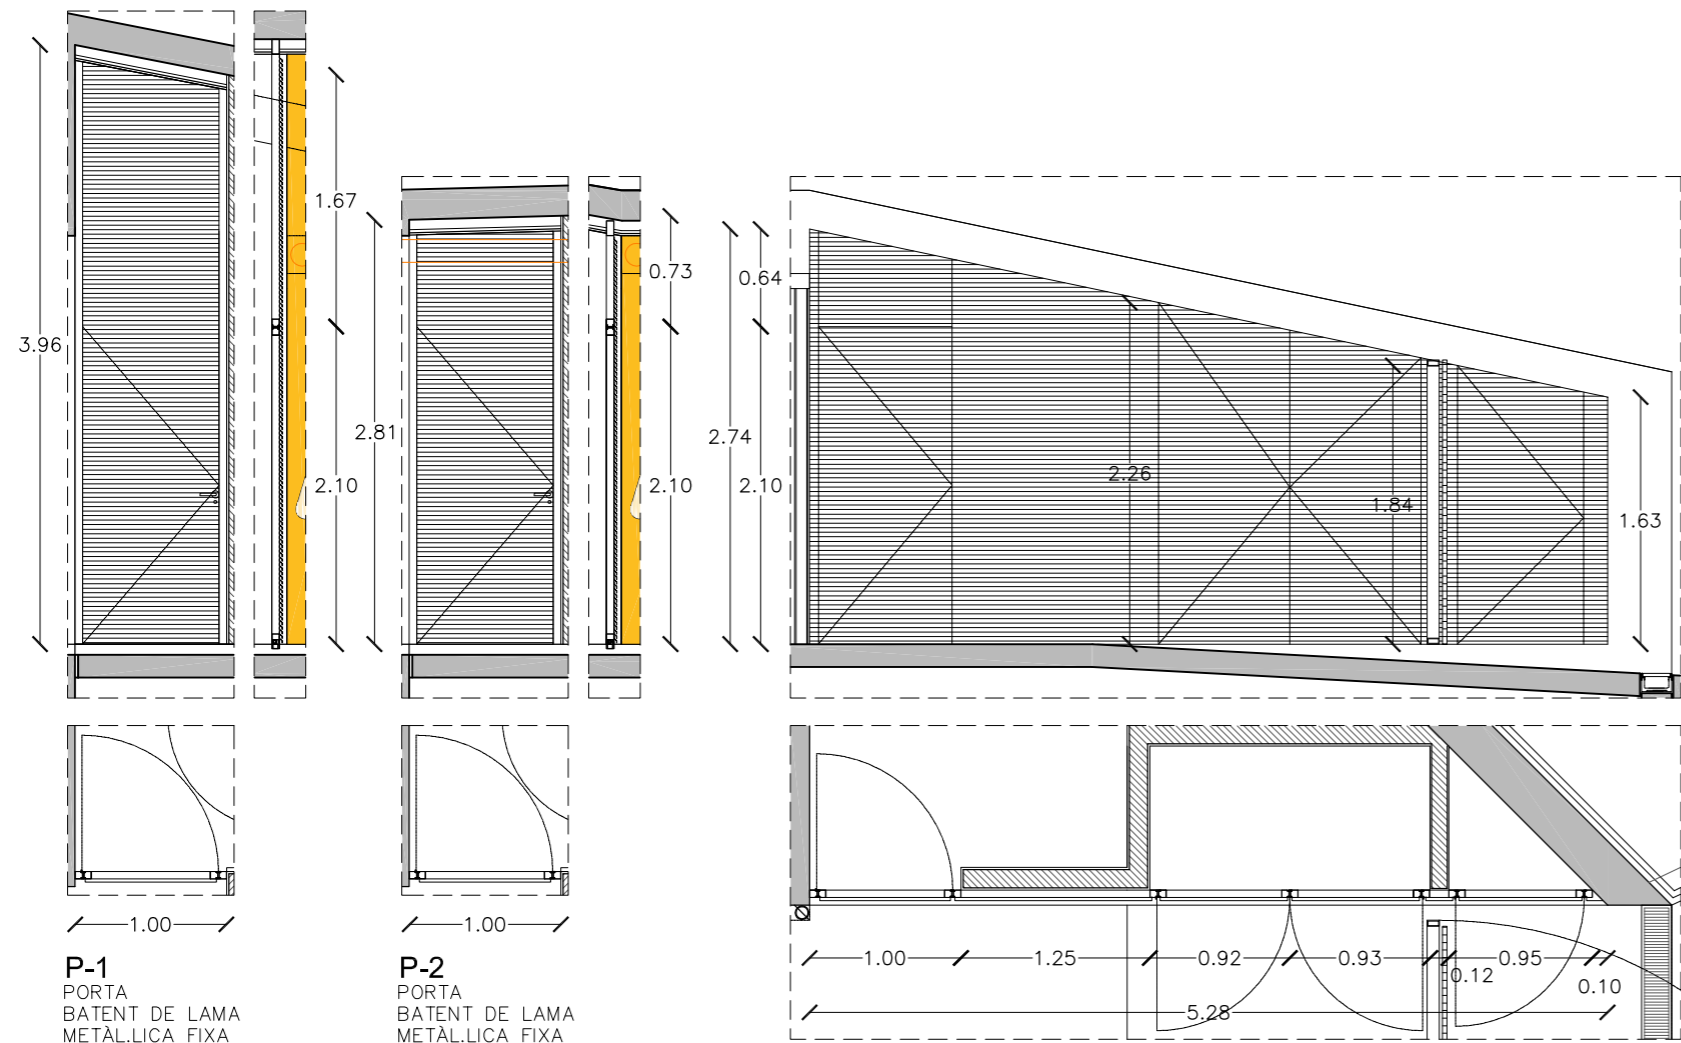 3.96
1.67
2.10
2.81
0.73
2.10
2.74
0.64
2.10
2.26
1.84
1.63
1.00
1.00
1.00
1.25
0.92
0.93
0.12
0.95
0.10
5.28
P-1
PORTA
BATENT DE LAMA
METÀL.LICA FIXA
P-2
PORTA
BATENT DE LAMA
METÀL.LICA FIXA